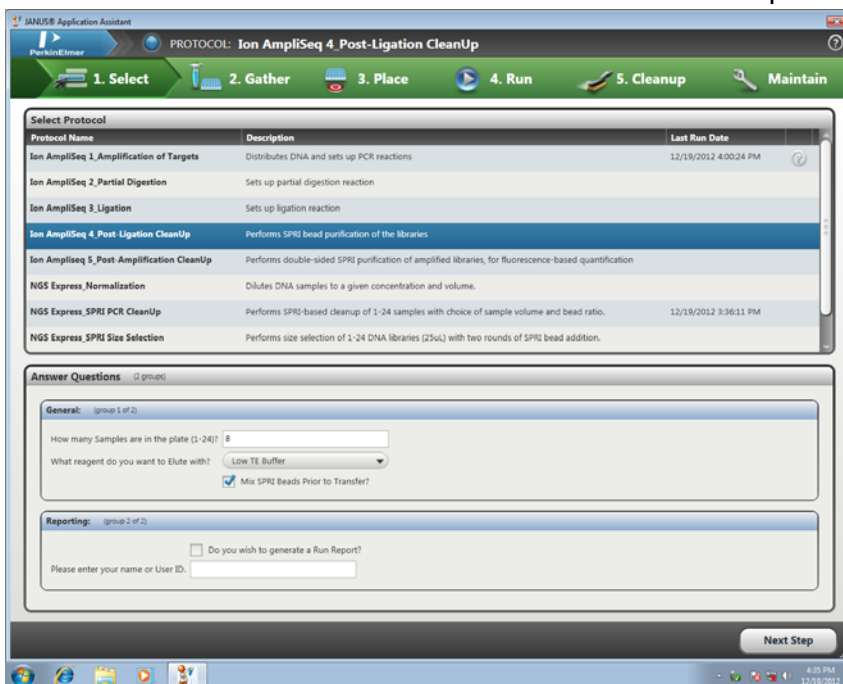 JANUS® Application Assistant
PerkinElmer
PROTOCOL: Ion AmpliSeq 4_Post-Ligation CleanUp
1. Select 2. Gather 3. Place 4. Run 5. Cleanup Maintain
Select Protocol
Protocol Name Description Last Run Date
Ion AmpliSeq 1_Amplification of Targets Distributes DNA and sets up PCR reactions 12/19/2012 4:00:24 PM
Ion AmpliSeq 2_Partial Digestion Sets up partial digestion reaction
Ion AmpliSeq 3_Ligation Sets up ligation reaction
Ion AmpliSeq 4_Post-Ligation CleanUp Performs SPRI bead purification of the libraries
Ion Ampliseq 5_Post-Amplification CleanUp Performs double-sided SPRI purification of amplified libraries, for fluorescence-based quantification
NGS Express_Normalization Dilutes DNA samples to a given concentration and volume.
NGS Express_SPRI PCR CleanUp Performs SPRI-based cleanup of 1-24 samples with choice of sample volume and bead ratio. 12/19/2012 3:36:11 PM
NGS Express_SPRI Size Selection Performs size selection of 1-24 DNA libraries (25uL) with two rounds of SPRI bead addition.
Answer Questions (2 groups)
General: (group 1 of 2)
How many Samples are in the plate (1-24)? 8
What reagent do you want to Elute with? Low TE Buffer
Mix SPRI Beads Prior to Transfer?
Reporting: (group 2 of 2)
Do you wish to generate a Run Report?
Please enter your name or User ID.
Next Step
4:35 PM
12/19/2012